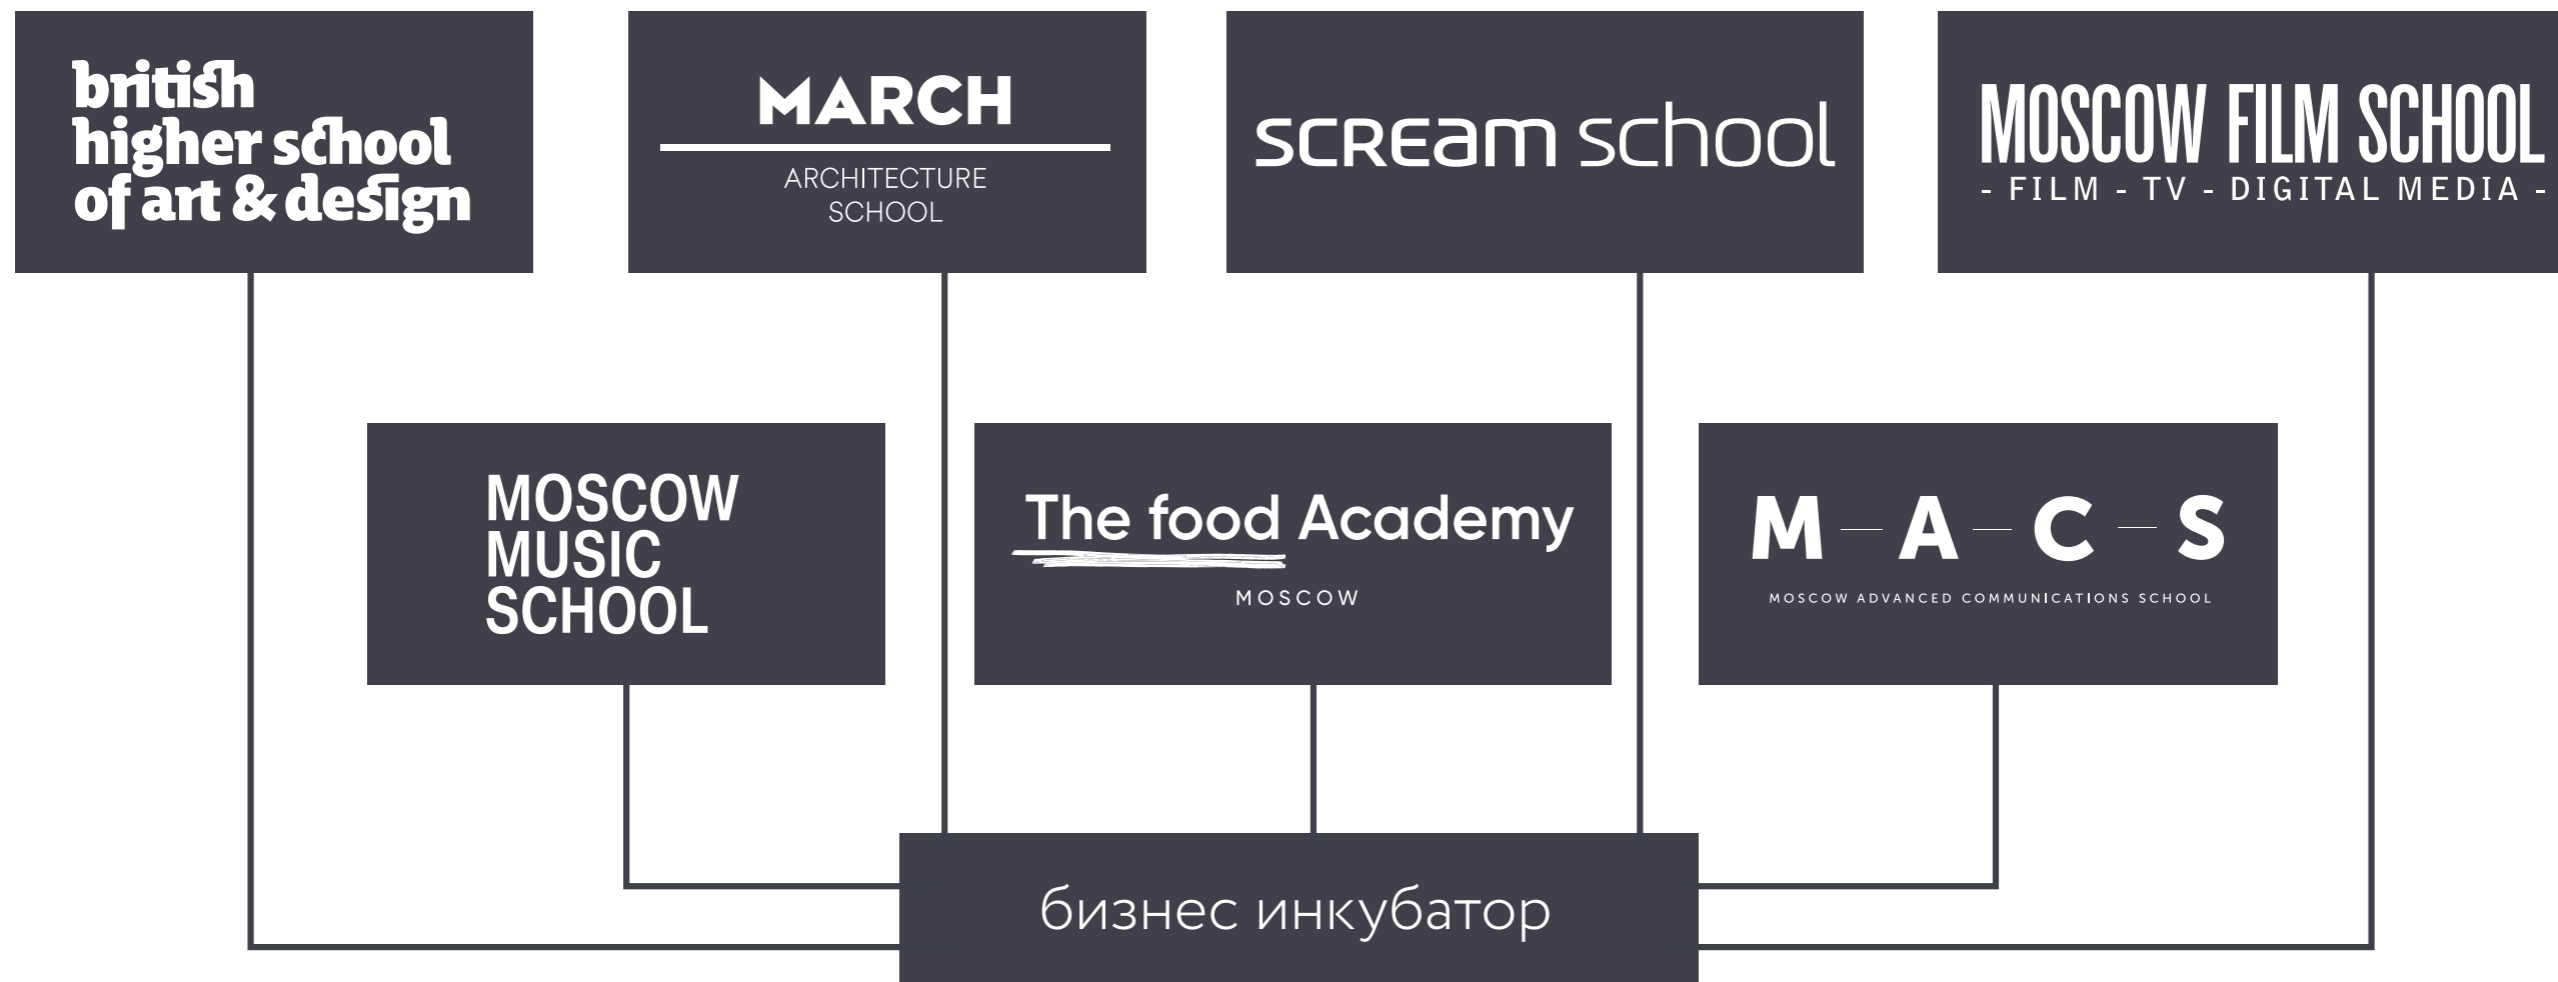 british
higher school
of art & design
MARCH
ARCHITECTURE
SCHOOL
scream school
MOSCOW FILM SCHOOL
- FILM - TV - DIGITAL MEDIA -
MOSCOW
MUSIC
SCHOOL
The food Academy
MOSCOW
M — A — C — S
MOSCOW ADVANCED COMMUNICATIONS SCHOOL
бизнес инкубатор